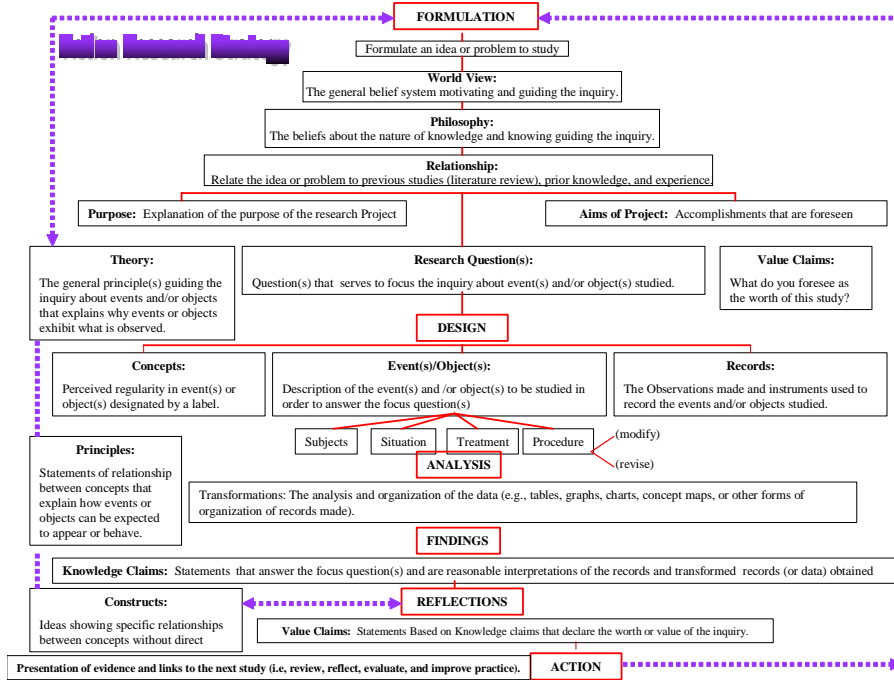 FORMULATION
Formulate an idea or problem to study
World View:
The general belief system motivating and guiding the inquiry.
Philosophy:
The beliefs about the nature of knowledge and knowing guiding the inquiry.
Relationship:
Relate the idea or problem to previous studies (literature review), prior knowledge, and experience.
Purpose: Explanation of the purpose of the research Project
Aims of Project: Accomplishments that are foreseen
Theory:
The general principle(s) guiding the
inquiry about events and/or objects
that explains why events or objects
exhibit what is observed.
Research Question(s):
Question(s) that serves to focus the inquiry about event(s) and/or object(s) studied.
Value Claims:
What do you foresee as
the worth of this study?
DESIGN
Concepts:
Perceived regularity in event(s) or
object(s) designated by a label.
Event(s)/Object(s):
Description of the event(s) and /or object(s) to be studied in
order to answer the focus question(s)
Records:
The Observations made and instruments used to
record the events and/or objects studied.
Subjects
Situation
Treatment
Procedure
(modify)
(revise)
Principles:
Statements of relationship
between concepts that
explain how events or
objects can be expected
to appear or behave.
ANALYSIS
Transformations: The analysis and organization of the data (e.g., tables, graphs, charts, concept maps, or other forms of
organization of records made).
FINDINGS
Knowledge Claims: Statements that answer the focus question(s) and are reasonable interpretations of the records and transformed records (or data) obtained
Constructs:
Ideas showing specific relationships
between concepts without direct
REFLECTIONS
Value Claims: Statements Based on Knowledge claims that declare the worth or value of the inquiry.
Presentation of evidence and links to the next study (i.e, review, reflect, evaluate, and improve practice).
ACTION